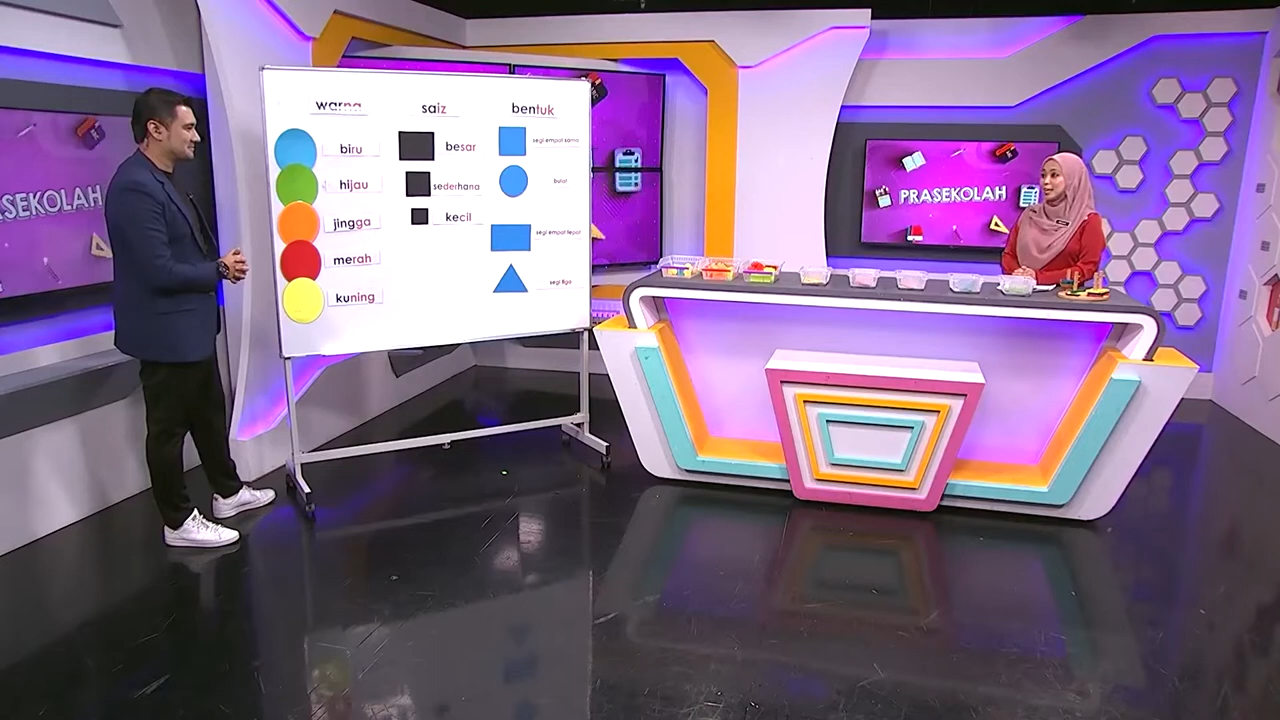 warna
biru
hijau
jingga
merah
kuning
saiz
besar
sederhana
kecil
bentuk
segi empat sama
bulat
segi empat tepat
segi tiga
SEKOLAH
PRASEKOLAH